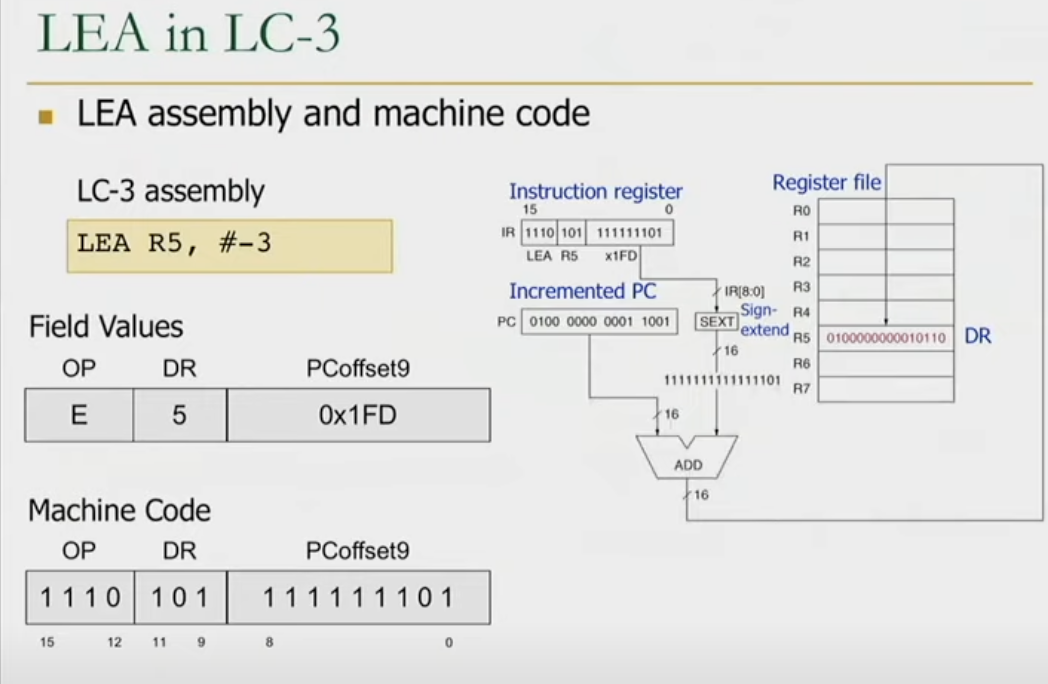 LEA in LC-3
LEA assembly and machine code
LC-3 assembly
LEA R5, #-3
Field Values
OP DR PCoffset9
E 5 0x1FD
Machine Code
OP DR PCoffset9
1110 101 111111101
15 12 11 9 8 0
Instruction register
15 0
IR 1110 101 111111101
LEA R5 x1FD
Incremented PC
PC 0100 0000 0001 1001
IR[8:0]
SEXT
Sign-
extend
16
1111111111111101
16
ADD
16
Register file
R0
R1
R2
R3
R4
R5 0100000000010110 DR
R6
R7